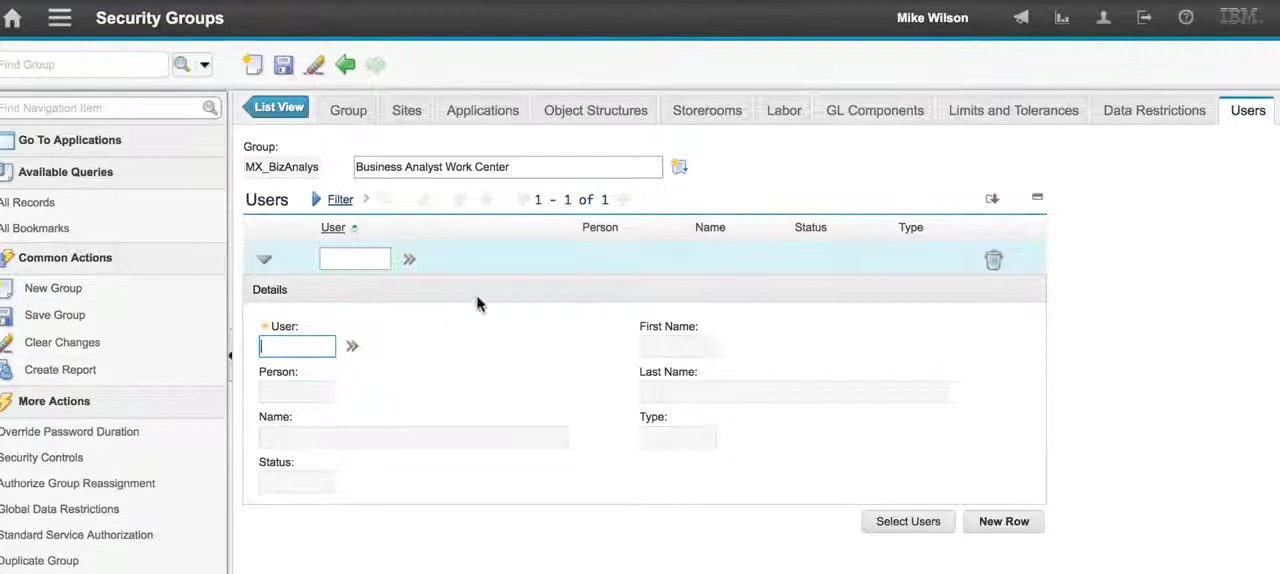 Security Groups
Mike Wilson
IBM
Find Group
Find Navigation Item
Go To Applications
Available Queries
All Records
All Bookmarks
Common Actions
New Group
Save Group
Clear Changes
Create Report
More Actions
Override Password Duration
Security Controls
Authorize Group Reassignment
Global Data Restrictions
Standard Service Authorization
Duplicate Group
List View
Group
Sites
Applications
Object Structures
Storerooms
Labor
GL Components
Limits and Tolerances
Data Restrictions
Users
Group:
MX_BizAnalys
Business Analyst Work Center
Users
Filter
1 - 1 of 1
User
Person
Name
Status
Type
Details
User:
First Name:
Person:
Last Name:
Name:
Type:
Status:
Select Users
New Row